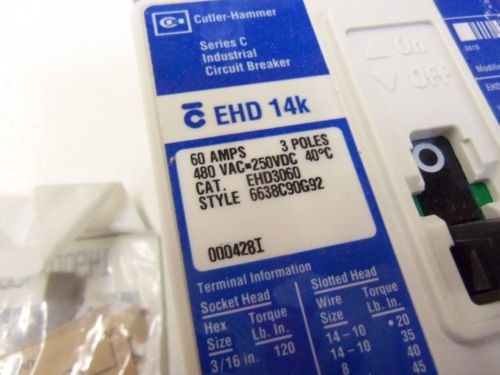 Cutler-Hammer
Series C
Industrial
Circuit Breaker
EHD 14k
60 AMPS 3 POLES
480 VAC=250VDC 40°C
CAT. EHD3060
STYLE 6638C90G92
000428I
Terminal Information
Socket Head
Hex Torque
Size Lb. In.
3/16 in. 120
Slotted Head
Wire Torque
Size Lb. In.
14-10 • 20
14-10 35
8 40
45
On
Off